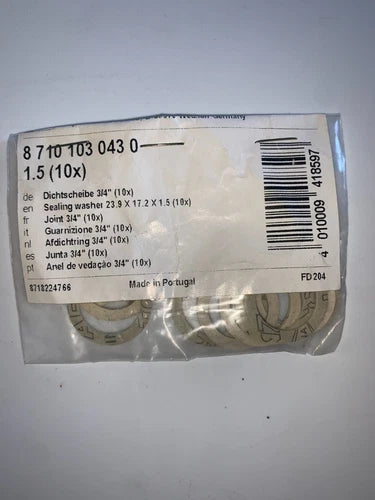 Germany
8 710 103 043 0
1.5 (10x)
de Dichtscheibe 3/4" (10x)
en Sealing washer 23.9 X 17.2 X 1.5 (10x)
fr Joint 3/4" (10x)
it Guarnizione 3/4" (10x)
nl Afdichtring 3/4" (10x)
es Junta 3/4" (10x)
pt Anel de vedação 3/4" (10x)
8718224766 Made in Portugal FD 204
4 010009 418597